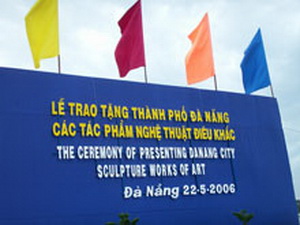 LỄ TRAO TẶNG THÀNH PHỐ ĐÀ NẴNG
CÁC TÁC PHẨM NGHỆ THUẬT ĐIÊU KHẮC
THE CEREMONY OF PRESENTING DANANG CITY
SCULPTURE WORKS OF ART
Đà Nẵng 22-5-2006